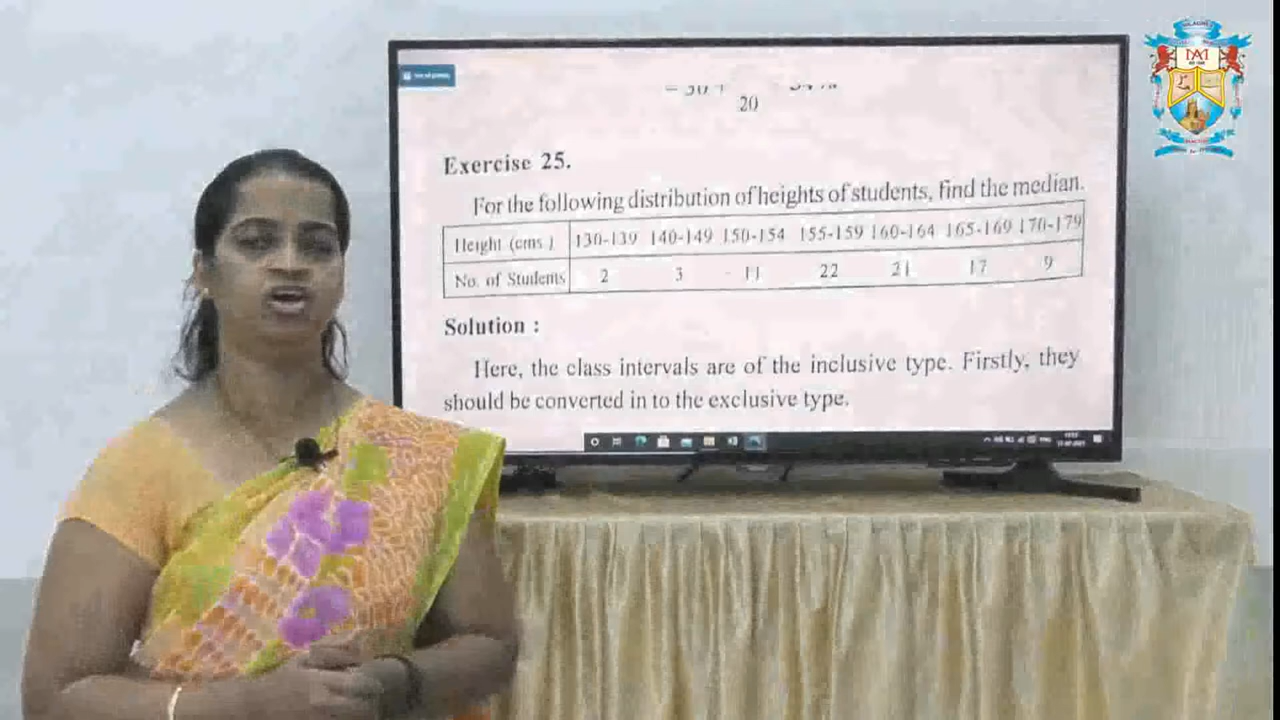 20
Exercise 25.
For the following distribution of heights of students, find the median.
Height (cms.) 130-139 140-149 150-154 155-159 160-164 165-169 170-179
No. of Students 2 3 11 22 21 17 9
Solution :
Here, the class intervals are of the inclusive type. Firstly, they
should be converted in to the exclusive type.